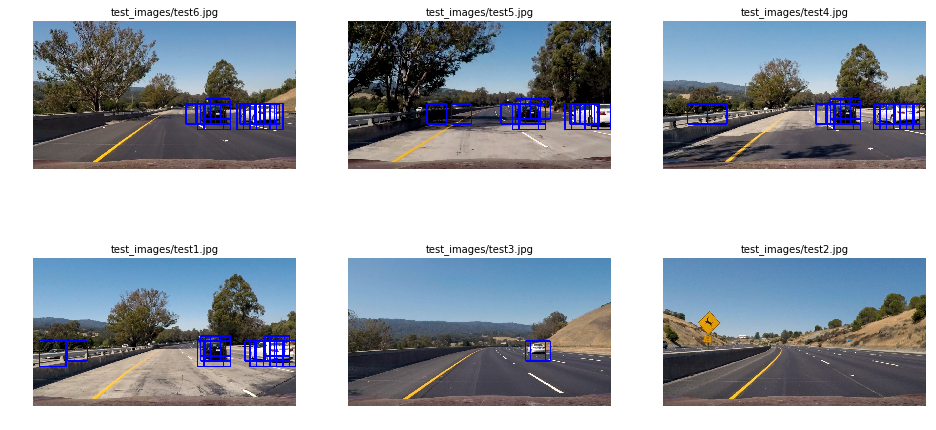 test_images/test6.jpg
test_images/test5.jpg
test_images/test4.jpg
test_images/test1.jpg
test_images/test3.jpg
test_images/test2.jpg